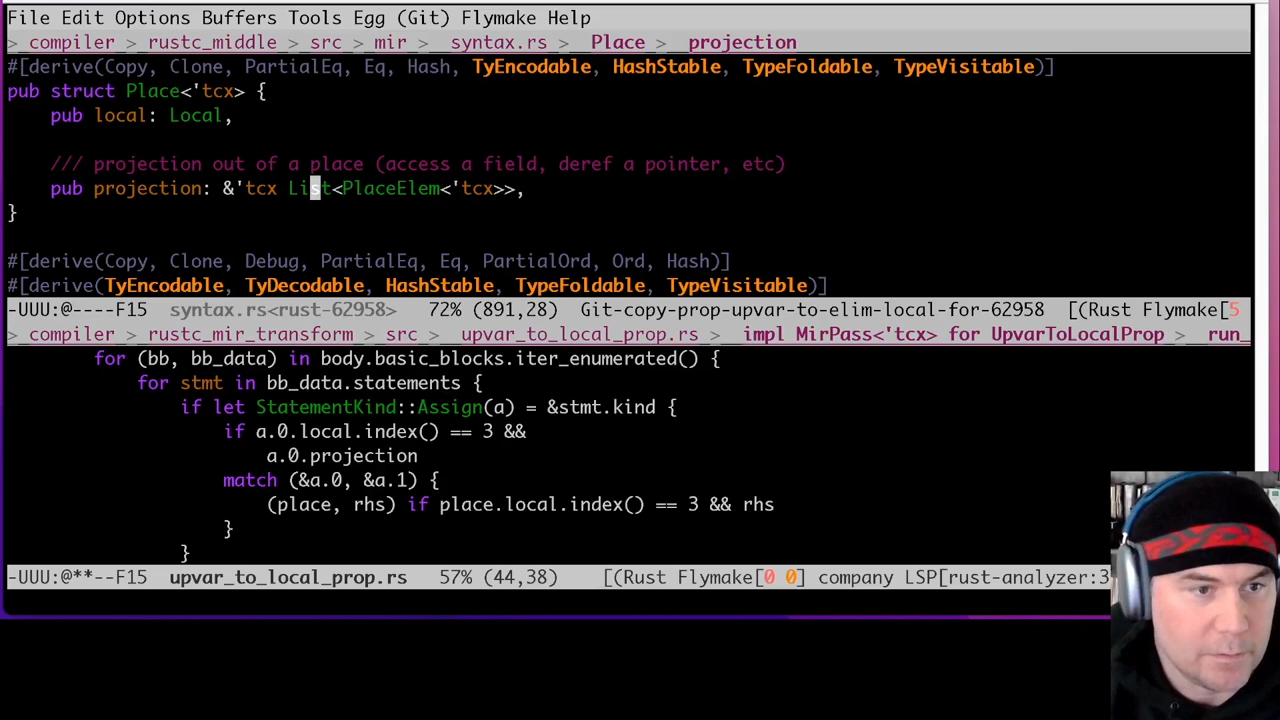 File Edit Options Buffers Tools Egg (Git) Flymake Help
> compiler > rustc_middle > src > mir > syntax.rs > Place > projection
#[derive(Copy, Clone, PartialEq, Eq, Hash, TyEncodable, HashStable, TypeFoldable, TypeVisitable)]
pub struct Place<'tcx> {
pub local: Local,
/// projection out of a place (access a field, deref a pointer, etc)
pub projection: &'tcx List<PlaceElem<'tcx>>,
}
#[derive(Copy, Clone, Debug, PartialEq, Eq, PartialOrd, Ord, Hash)]
#[derive(TyEncodable, TyDecodable, HashStable, TypeFoldable, TypeVisitable)]
-UUU:@----F15 syntax.rs<rust-62958> 72% (891,28) Git-copy-prop-upvar-to-elim-local-for-62958 [(Rust Flymake[5
> compiler > rustc_mir_transform > src > upvar_to_local_prop.rs > impl MirPass<'tcx> for UpvarToLocalProp > run_
for (bb, bb_data) in body.basic_blocks.iter_enumerated() {
for stmt in bb_data.statements {
if let StatementKind::Assign(a) = &stmt.kind {
if a.0.local.index() == 3 &&
a.0.projection
match (&a.0, &a.1) {
(place, rhs) if place.local.index() == 3 && rhs
}
}
-UUU:@**--F15 upvar_to_local_prop.rs 57% (44,38) [(Rust Flymake[0 0] company LSP[rust-analyzer:3